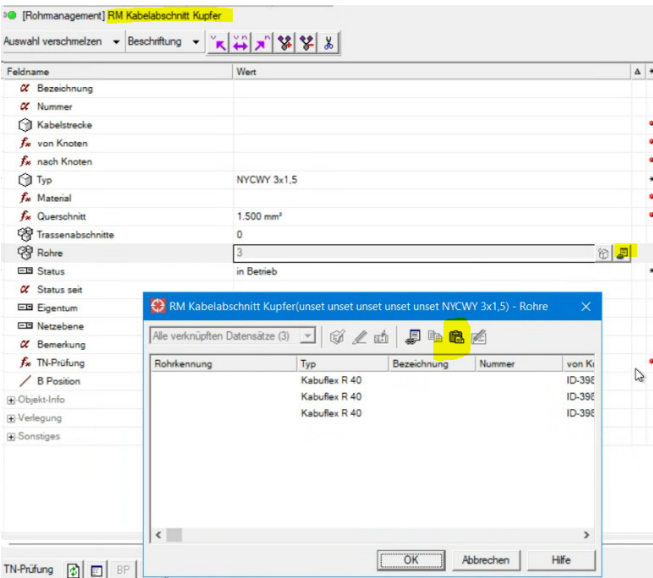 [Rohrmanagement] RM Kabelabschnitt Kupfer
Auswahl verschmelzen Beschriftung
Feldname Wert
Bezeichnung
Nummer
Kabelstrecke
von Knoten
nach Knoten
Typ NYCWY 3x1,5
Material
Querschnitt 1.500 mm²
Trassenabschnitte 0
Rohre 3
Status in Betrieb
Status seit
Eigentum
Netzebene
Bemerkung
TN-Prüfung
B Position
Objekt-Info
Verlegung
Sonstiges
RM Kabelabschnitt Kupfer(unset unset unset unset unset NYCWY 3x1,5) - Rohre
Alle verknüpften Datensätze (3)
Rohrkennung Typ Bezeichnung Nummer von Kı
Kabuflex R 40 ID-398
Kabuflex R 40 ID-398
Kabuflex R 40 ID-398
OK Abbrechen Hilfe
TN-Prüfung BP